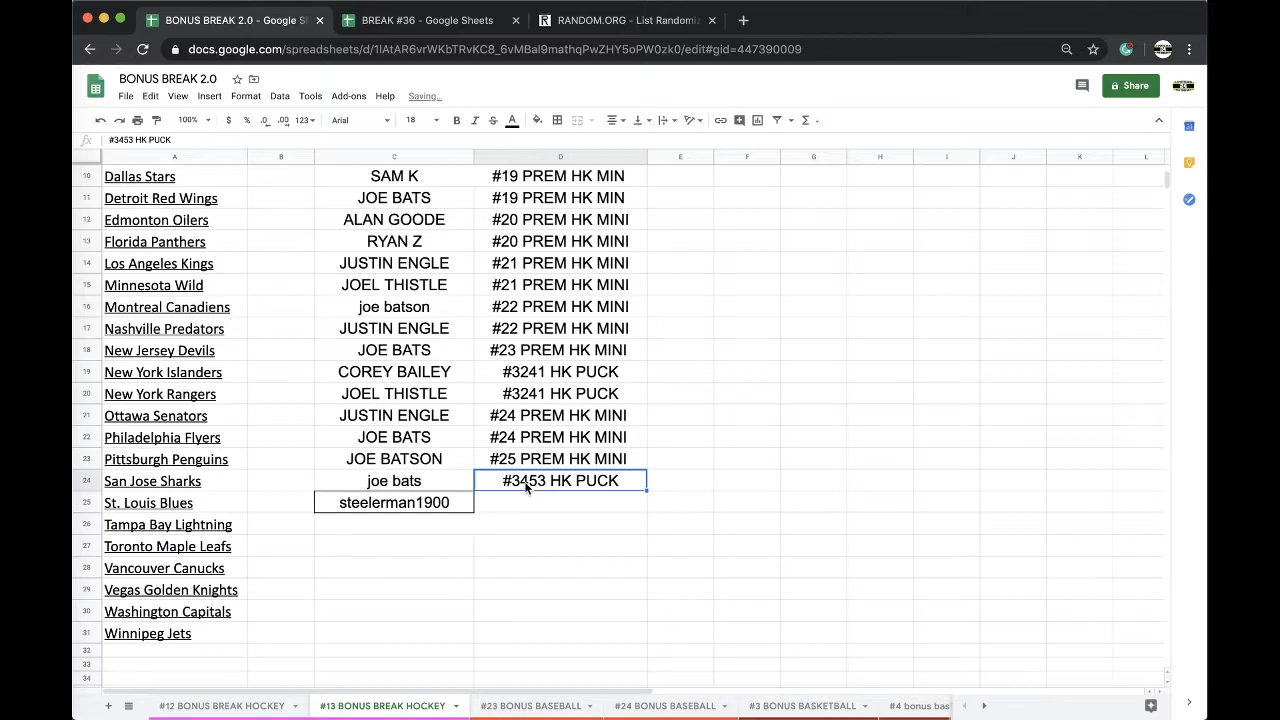 BONUS BREAK 2.0 - Google Sh
BREAK #36 - Google Sheets
RANDOM.ORG - List Randomiz
docs.google.com/spreadsheets/d/1lAtAR6vrWKbTRvKC8_6vMBal9mathqPwZHY5oPW0zk0/edit#gid=447390009
BONUS BREAK 2.0
File Edit View Insert Format Data Tools Add-ons Help Saving…
Share
100% $ % .0 .00 123 Arial 18 B I S A
fx #3453 HK PUCK
A B C D E F G H I J K L
10 Dallas Stars SAM K #19 PREM HK MIN
11 Detroit Red Wings JOE BATS #19 PREM HK MIN
12 Edmonton Oilers ALAN GOODE #20 PREM HK MINI
13 Florida Panthers RYAN Z #20 PREM HK MINI
14 Los Angeles Kings JUSTIN ENGLE #21 PREM HK MINI
15 Minnesota Wild JOEL THISTLE #21 PREM HK MINI
16 Montreal Canadiens joe batson #22 PREM HK MINI
17 Nashville Predators JUSTIN ENGLE #22 PREM HK MINI
18 New Jersey Devils JOE BATS #23 PREM HK MINI
19 New York Islanders COREY BAILEY #3241 HK PUCK
20 New York Rangers JOEL THISTLE #3241 HK PUCK
21 Ottawa Senators JUSTIN ENGLE #24 PREM HK MINI
22 Philadelphia Flyers JOE BATS #24 PREM HK MINI
23 Pittsburgh Penguins JOE BATSON #25 PREM HK MINI
24 San Jose Sharks joe bats #3453 HK PUCK
25 St. Louis Blues steelerman1900
26 Tampa Bay Lightning
27 Toronto Maple Leafs
28 Vancouver Canucks
29 Vegas Golden Knights
30 Washington Capitals
31 Winnipeg Jets
32
33
34
#12 BONUS BREAK HOCKEY #13 BONUS BREAK HOCKEY #23 BONUS BASEBALL #24 BONUS BASEBALL #3 BONUS BASKETBALL #4 bonus bas